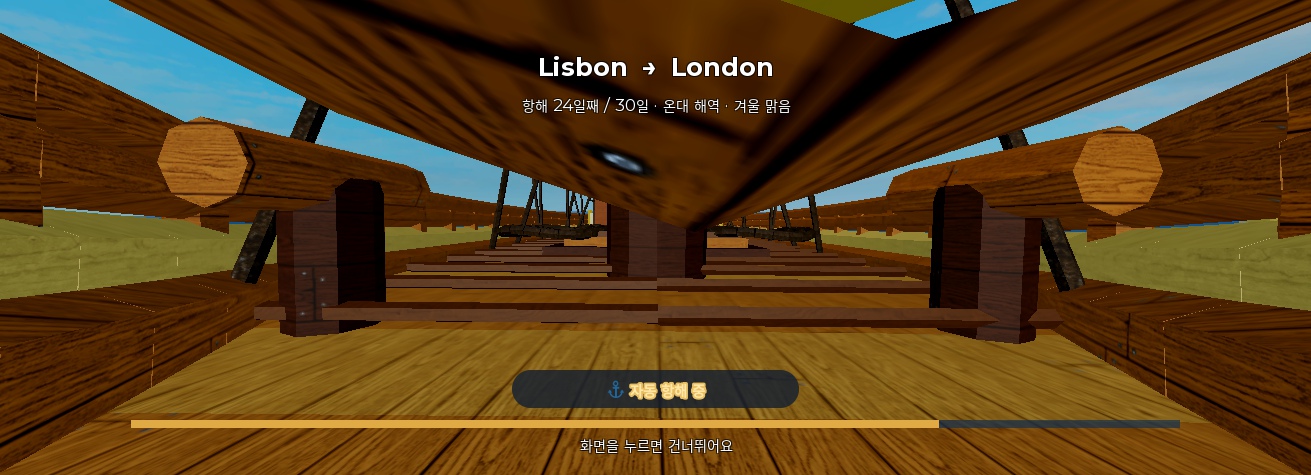 Lisbon → London
항해 24일째 / 30일 · 온대 해역 · 겨울 맑음
⚓ 자동 항해 중
화면을 누르면 건너뛰어요